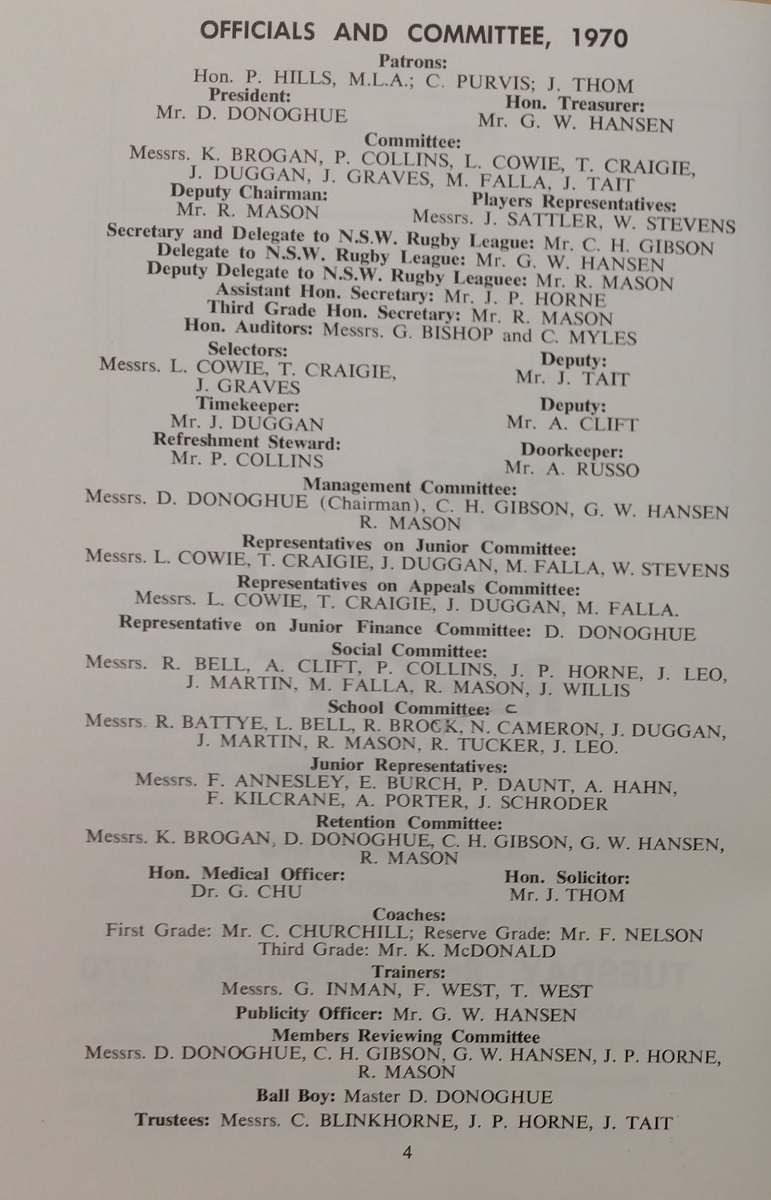 OFFICIALS AND COMMITTEE, 1970
Patrons:
Hon. P. HILLS, M.L.A.; C. PURVIS; J. THOM
President: Hon. Treasurer:
Mr. D. DONOGHUE Mr. G. W. HANSEN
Committee:
Messrs. K. BROGAN, P. COLLINS, L. COWIE, T. CRAIGIE,
J. DUGGAN, J. GRAVES, M. FALLA, J. TAIT
Deputy Chairman: Players Representatives:
Mr. R. MASON Messrs. J. SATTLER, W. STEVENS
Secretary and Delegate to N.S.W. Rugby League: Mr. C. H. GIBSON
Delegate to N.S.W. Rugby League: Mr. G. W. HANSEN
Deputy Delegate to N.S.W. Rugby Leaguee: Mr. R. MASON
Assistant Hon. Secretary: Mr. J. P. HORNE
Third Grade Hon. Secretary: Mr. R. MASON
Hon. Auditors: Messrs. G. BISHOP and C. MYLES
Selectors: Deputy:
Messrs. L. COWIE, T. CRAIGIE, Mr. J. TAIT
J. GRAVES
Timekeeper: Deputy:
Mr. J. DUGGAN Mr. A. CLIFT
Refreshment Steward: Doorkeeper:
Mr. P. COLLINS Mr. A. RUSSO
Management Committee:
Messrs. D. DONOGHUE (Chairman), C. H. GIBSON, G. W. HANSEN
R. MASON
Representatives on Junior Committee:
Messrs. L. COWIE, T. CRAIGIE, J. DUGGAN, M. FALLA, W. STEVENS
Representatives on Appeals Committee:
Messrs. L. COWIE, T. CRAIGIE, J. DUGGAN, M. FALLA.
Representative on Junior Finance Committee: D. DONOGHUE
Social Committee:
Messrs. R. BELL, A. CLIFT, P. COLLINS, J. P. HORNE, J. LEO,
J. MARTIN, M. FALLA, R. MASON, J. WILLIS
School Committee: C
Messrs. R. BATTYE, L. BELL, R. BROCK, N. CAMERON, J. DUGGAN,
J. MARTIN, R. MASON, R. TUCKER, J. LEO.
Junior Representatives:
Messrs. F. ANNESLEY, E. BURCH, P. DAUNT, A. HAHN,
F. KILCRANE, A. PORTER, J. SCHRODER
Retention Committee:
Messrs. K. BROGAN, D. DONOGHUE, C. H. GIBSON, G. W. HANSEN,
R. MASON
Hon. Medical Officer: Hon. Solicitor:
Dr. G. CHU Mr. J. THOM
Coaches:
First Grade: Mr. C. CHURCHILL; Reserve Grade: Mr. F. NELSON
Third Grade: Mr. K. McDONALD
Trainers:
Messrs. G. INMAN, F. WEST, T. WEST
Publicity Officer: Mr. G. W. HANSEN
Members Reviewing Committee
Messrs. D. DONOGHUE, C. H. GIBSON, G. W. HANSEN, J. P. HORNE,
R. MASON
Ball Boy: Master D. DONOGHUE
Trustees: Messrs. C. BLINKHORNE, J. P. HORNE, J. TAIT
4